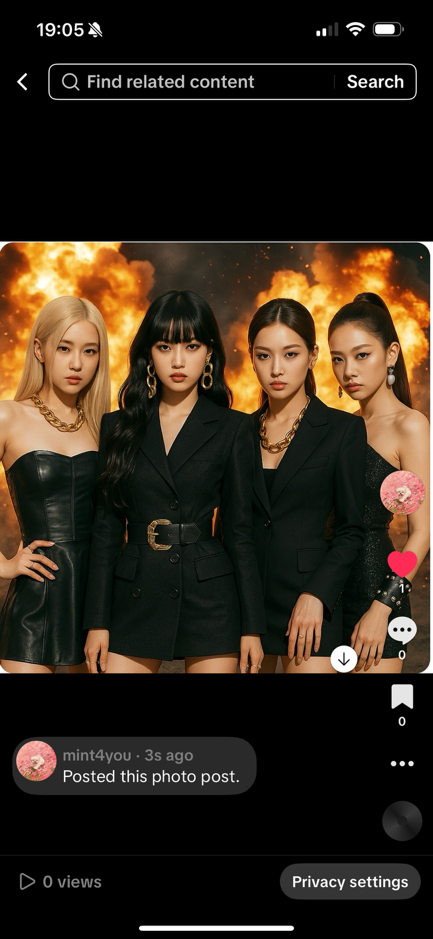 19:05
Find related content
Search
1
0
0
mint4you · 3s ago
Posted this photo post.
0 views
Privacy settings